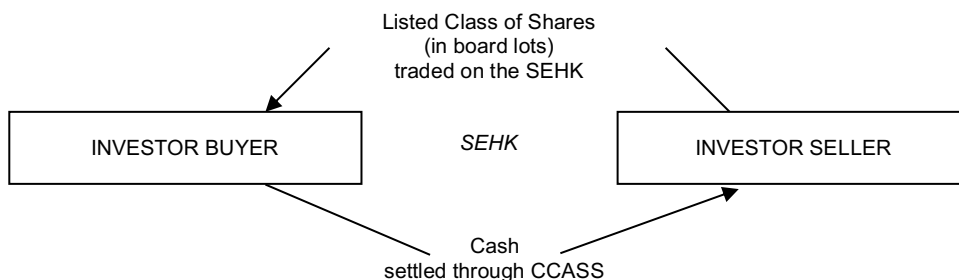 Listed Class of Shares
(in board lots)
traded on the SEHK
INVESTOR BUYER
SEHK
INVESTOR SELLER
Cash
settled through CCASS